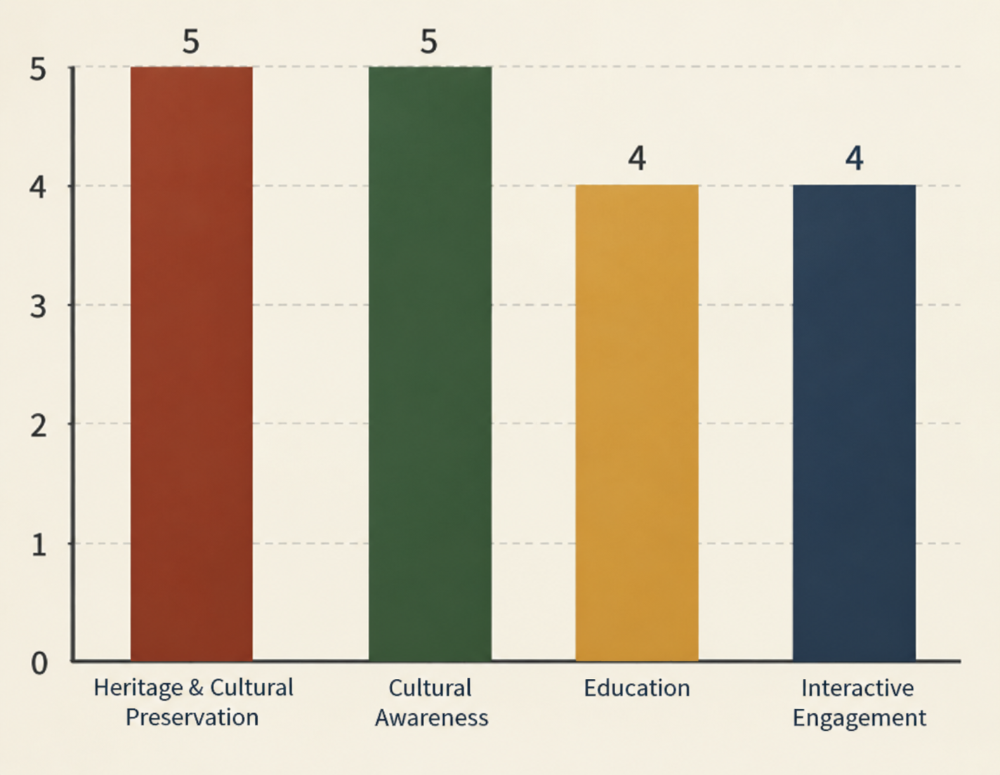 5 5
5
4 4
4
3
2
1
0
Heritage & Cultural Preservation
Cultural Awareness
Education
Interactive Engagement